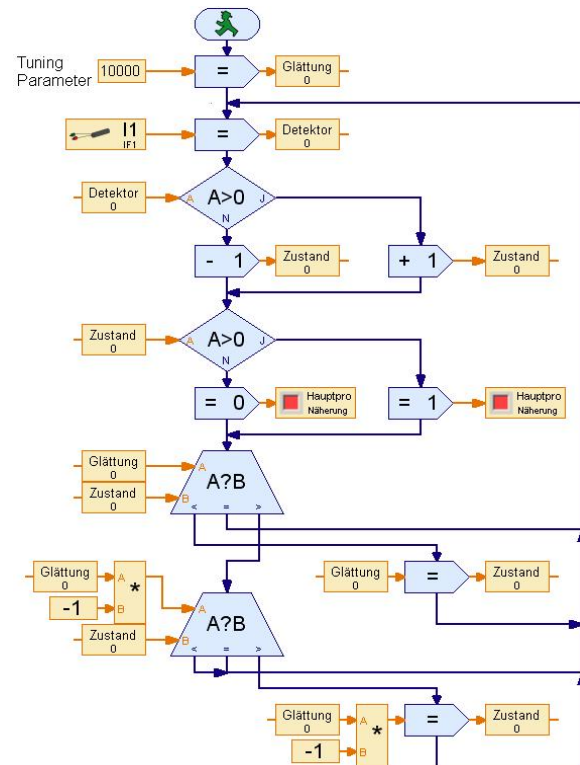 Tuning
Parameter
10000
=
Glättung
0
I1
IF1
=
Detektor
0
Detektor
0
A
A>0
J
N
- 1
Zustand
0
+ 1
Zustand
0
Zustand
0
A
A>0
J
N
= 0
Hauptpro
Näherung
= 1
Hauptpro
Näherung
Glättung
0
A
A?B
Zustand
0
B
< = >
Glättung
0
A
*
-1
B
A
A?B
Zustand
0
B
< = >
Glättung
0
=
Zustand
0
Glättung
0
A
*
-1
B
=
Zustand
0